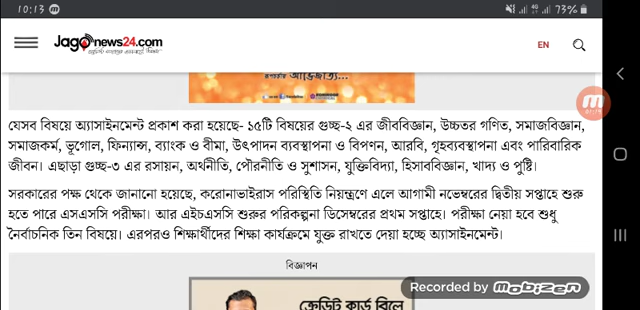 10:13
73%
Jagonews24.com
EN
আভিজাত্য...
যেসব বিষয়ে অ্যাসাইনমেন্ট প্রকাশ করা হয়েছে- ১৫টি বিষয়ের গুচ্ছ-২ এর জীববিজ্ঞান, উচ্চতর গণিত, সমাজবিজ্ঞান,
সমাজকর্ম, ভূগোল, ফিন্যান্স, ব্যাংক ও বীমা, উৎপাদন ব্যবস্থাপনা ও বিপণন, আরবি, গৃহব্যবস্থাপনা এবং পারিবারিক
জীবন। এছাড়া গুচ্ছ-৩ এর রসায়ন, অর্থনীতি, পৌরনীতি ও সুশাসন, যুক্তিবিদ্যা, হিসাববিজ্ঞান, খাদ্য ও পুষ্টি।
সরকারের পক্ষ থেকে জানানো হয়েছে, করোনাভাইরাস পরিস্থিতি নিয়ন্ত্রণে এলে আগামী নভেম্বরের দ্বিতীয় সপ্তাহে শুরু
হতে পারে এসএসসি পরীক্ষা। আর এইচএসসি শুরুর পরিকল্পনা ডিসেম্বরের প্রথম সপ্তাহে। পরীক্ষা নেয়া হবে শুধু
নৈর্বাচনিক তিন বিষয়ে। এরপরও শিক্ষার্থীদের শিক্ষা কার্যক্রমে যুক্ত রাখতে দেয়া হচ্ছে অ্যাসাইনমেন্ট।
বিজ্ঞাপন
Recorded by mobizen
ক্রেডিট কার্ড বিলে